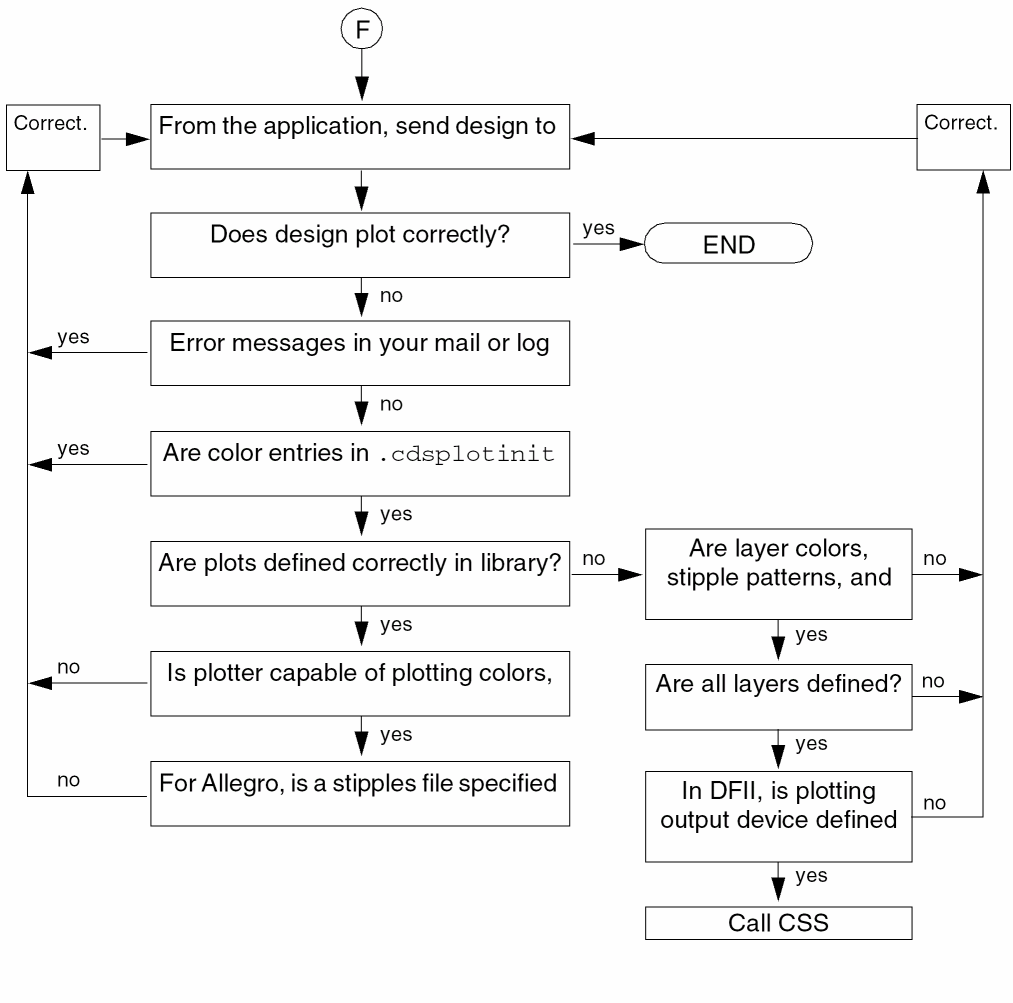 F
Correct.
From the application, send design to
Correct.
Does design plot correctly?
yes
END
no
Error messages in your mail or log
yes
no
Are color entries in .cdsplotinit
yes
yes
Are plots defined correctly in library?
no
Are layer colors,
stipple patterns, and
no
yes
yes
Is plotter capable of plotting colors,
no
Are all layers defined?
no
yes
yes
For Allegro, is a stipples file specified
no
In DFII, is plotting
output device defined
no
yes
Call CSS